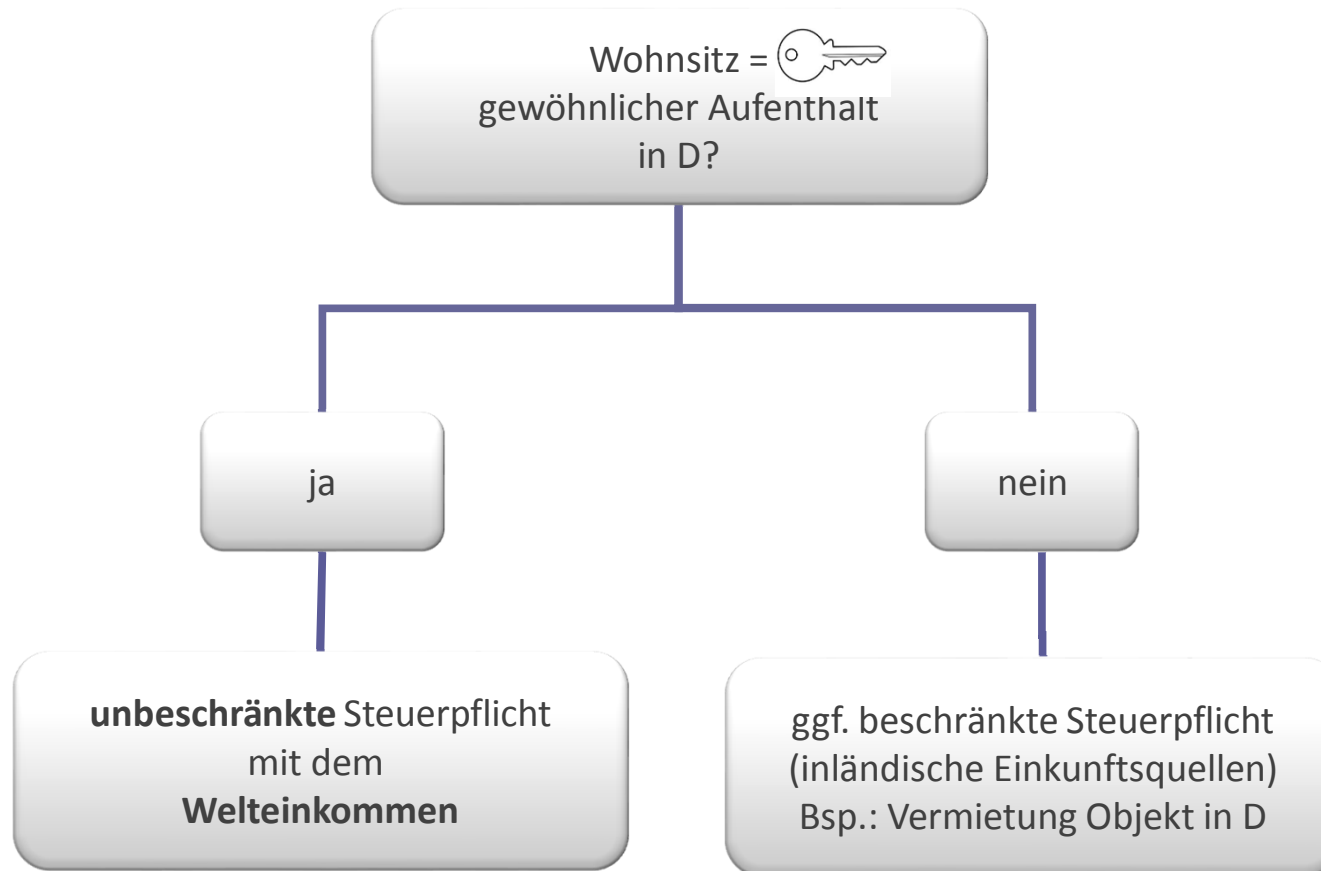 Wohnsitz =
gewöhnlicher Aufenthalt
in D?
ja
nein
unbeschränkte Steuerpflicht
mit dem
Welteinkommen
ggf. beschränkte Steuerpflicht
(inländische Einkunftsquellen)
Bsp.: Vermietung Objekt in D